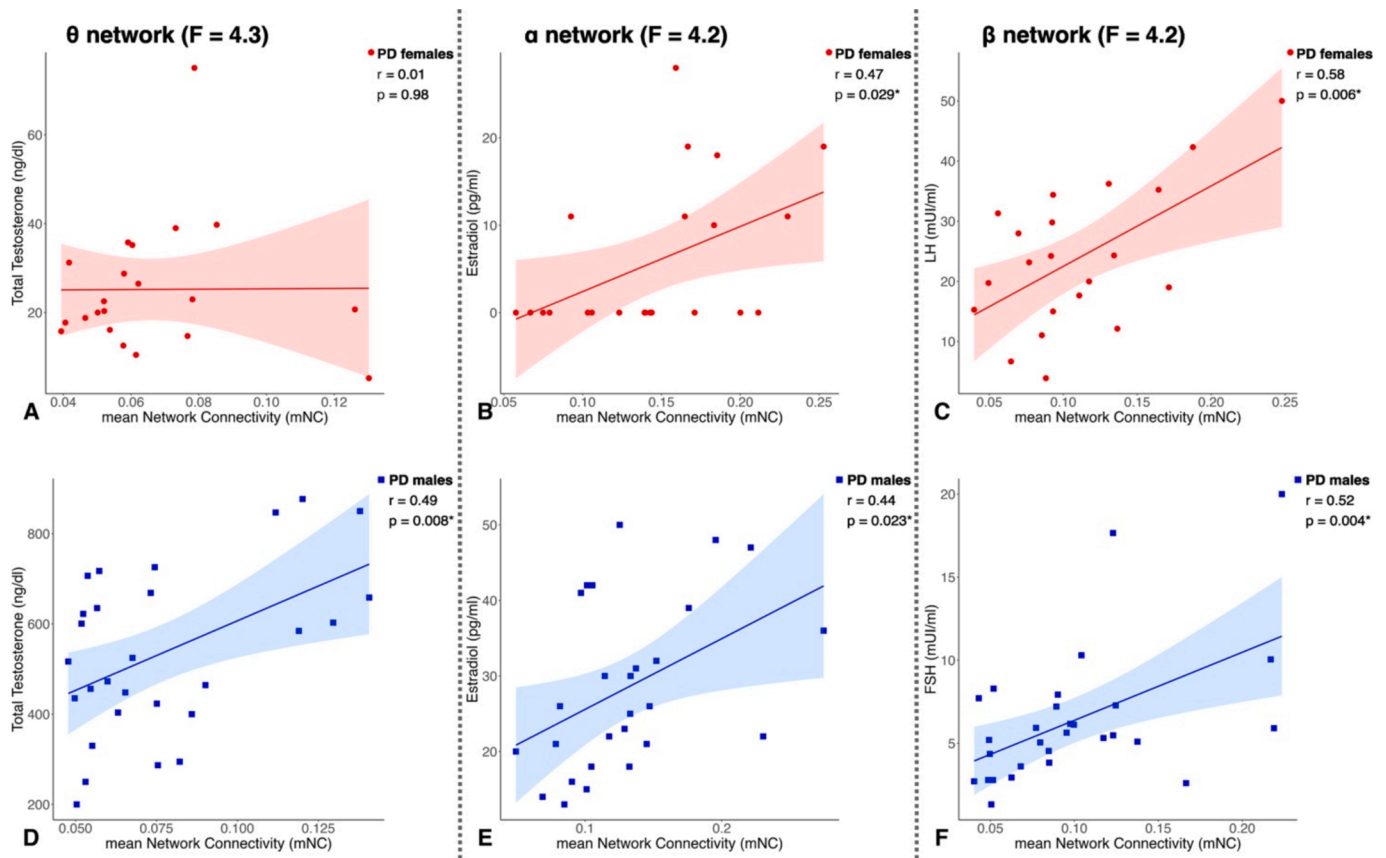 θ network (F = 4.3)
PD females
r = 0.01
p = 0.98
Total Testosterone (ng/dl)
60
40
20
0.04 0.06 0.08 0.10 0.12
A
mean Network Connectivity (mNC)
α network (F = 4.2)
PD females
r = 0.47
p = 0.029*
Estradiol (pg/ml)
20
10
0
0.05 0.10 0.15 0.20 0.25
B
mean Network Connectivity (mNC)
β network (F = 4.2)
PD females
r = 0.58
p = 0.006*
LH (mUI/ml)
50
40
30
20
10
0.05 0.10 0.15 0.20 0.25
C
mean Network Connectivity (mNC)
PD males
r = 0.49
p = 0.008*
Total Testosterone (ng/dl)
800
600
400
200
0.050 0.075 0.100 0.125
D
mean Network Connectivity (mNC)
PD males
r = 0.44
p = 0.023*
Estradiol (pg/ml)
50
40
30
20
0.1 0.2
E
mean Network Connectivity (mNC)
PD males
r = 0.52
p = 0.004*
FSH (mUI/ml)
20
15
10
5
0.05 0.10 0.15 0.20
F
mean Network Connectivity (mNC)